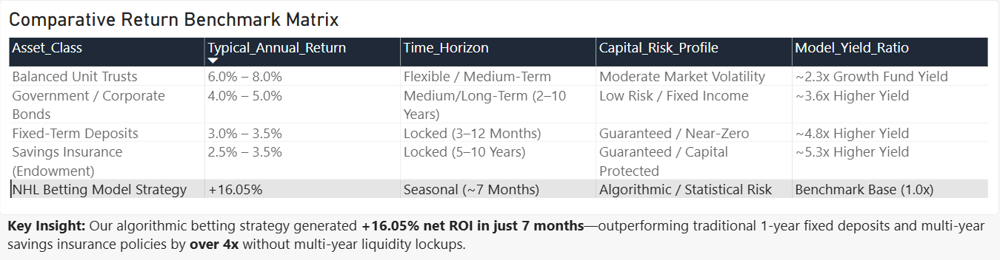 Comparative Return Benchmark Matrix
Asset_Class Typical_Annual_Return Time_Horizon Capital_Risk_Profile Model_Yield_Ratio
Balanced Unit Trusts 6.0% – 8.0% Flexible / Medium-Term Moderate Market Volatility ~2.3x Growth Fund Yield
Government / Corporate 4.0% – 5.0% Medium/Long-Term (2–10 Low Risk / Fixed Income ~3.6x Higher Yield
Bonds Years)
Fixed-Term Deposits 3.0% – 3.5% Locked (3–12 Months) Guaranteed / Near-Zero ~4.8x Higher Yield
Savings Insurance 2.5% – 3.5% Locked (5–10 Years) Guaranteed / Capital ~5.3x Higher Yield
(Endowment) Protected
NHL Betting Model Strategy +16.05% Seasonal (~7 Months) Algorithmic / Statistical Risk Benchmark Base (1.0x)
Key Insight: Our algorithmic betting strategy generated +16.05% net ROI in just 7 months—outperforming traditional 1-year fixed deposits and multi-year
savings insurance policies by over 4x without multi-year liquidity lockups.